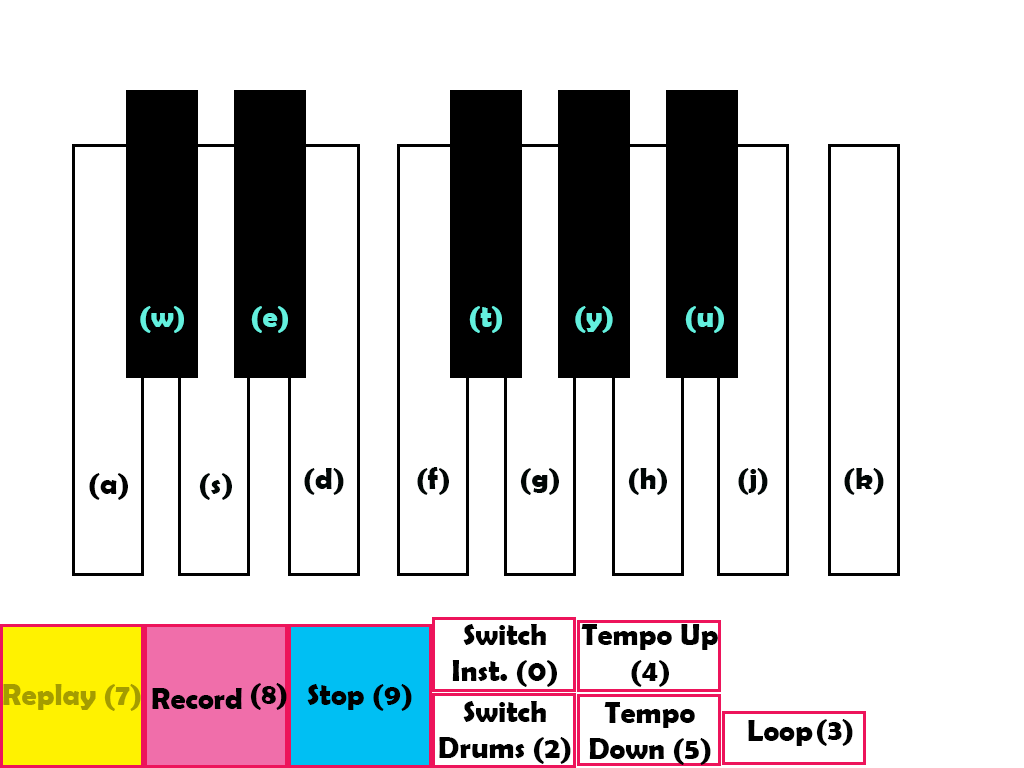 (w) (e) (t) (y) (u)
(a) (s) (d) (f) (g) (h) (j) (k)
Replay (7)
Record (8)
Stop (9)
Switch
Inst. (0)
Switch
Drums (2)
Tempo Up
(4)
Tempo
Down (5)
Loop (3)